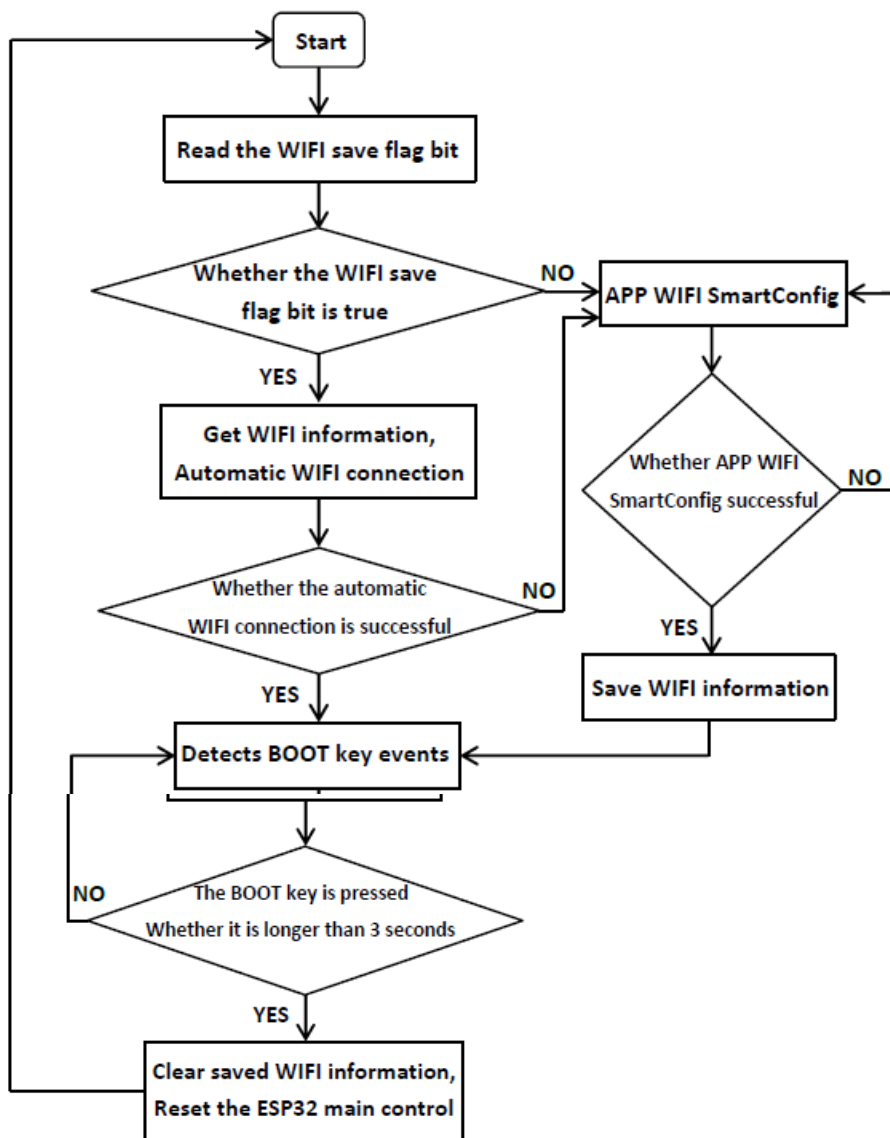 Start
Read the WIFI save flag bit
Whether the WIFI save
flag bit is true
NO
APP WIFI SmartConfig
YES
Get WIFI information,
Automatic WIFI connection
Whether APP WIFI
SmartConfig successful
NO
Whether the automatic
WIFI connection is successful
NO
YES
Save WIFI information
YES
Detects BOOT key events
The BOOT key is pressed
Whether it is longer than 3 seconds
NO
YES
Clear saved WIFI information,
Reset the ESP32 main control